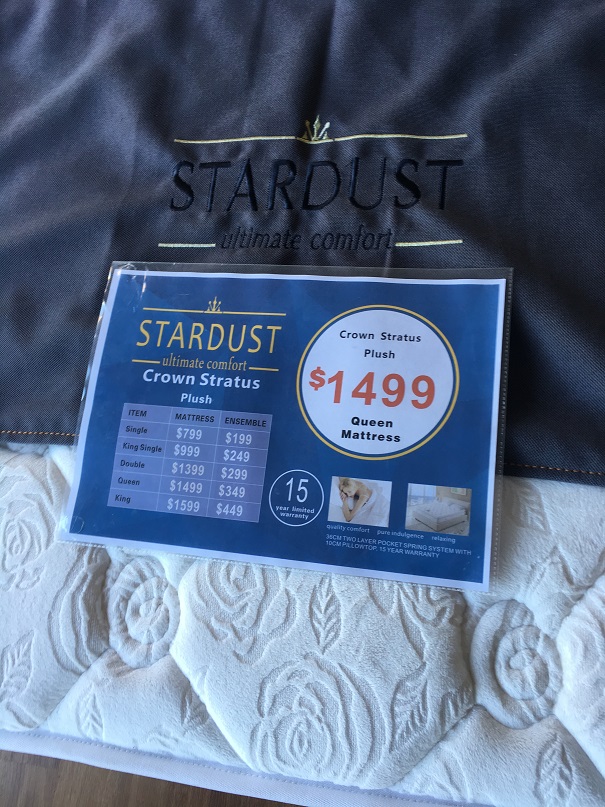 STARDUST
ultimate comfort
STARDUST
ultimate comfort
Crown Stratus
Plush
ITEM MATTRESS ENSEMBLE
Single $799 $199
King Single $999 $249
Double $1399 $299
Queen $1499 $349
King $1599 $449
Crown Stratus
Plush
$1499
Queen
Mattress
15
year limited
warranty
quality comfort pure indulgence relaxing
36CM TWO LAYER POCKET SPRING SYSTEM WITH
10CM PILLOWTOP, 15 YEAR WARRANTY